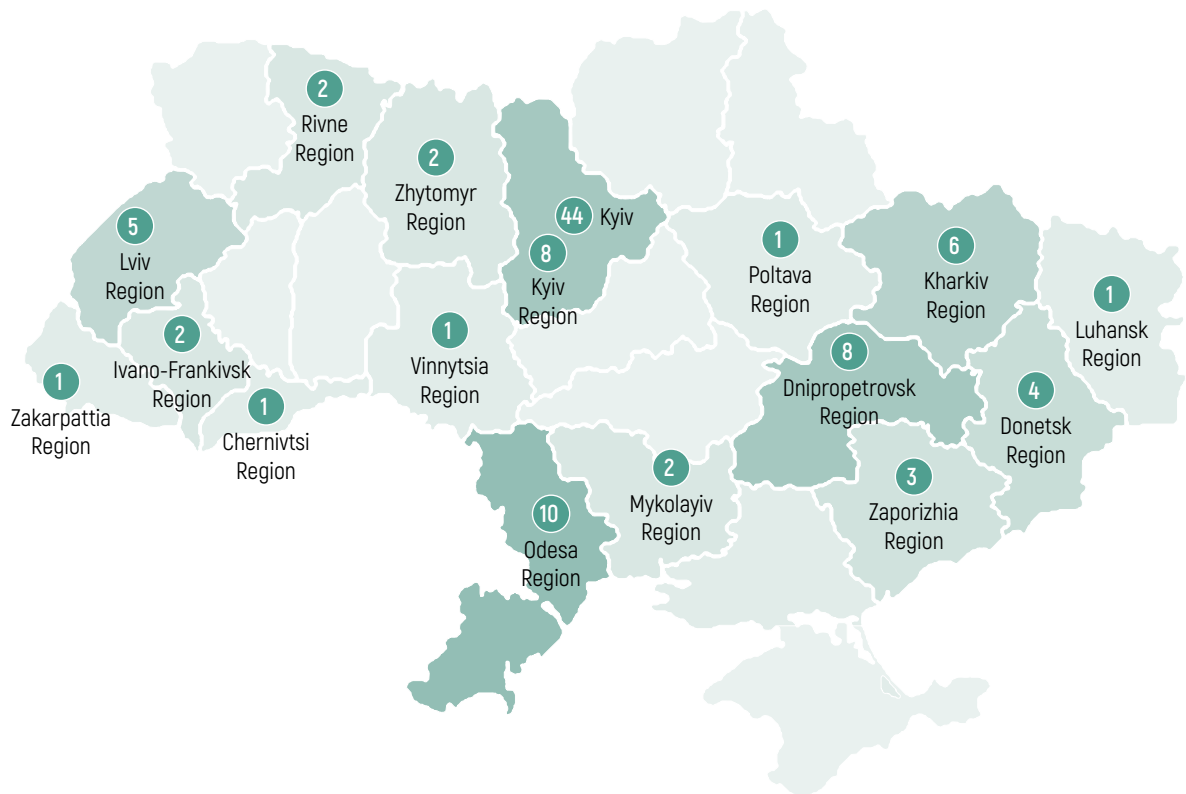 2
Rivne
Region
2
Zhytomyr
Region
44 Kyiv
8
Kyiv
Region
5
Lviv
Region
1
Poltava
Region
6
Kharkiv
Region
1
Luhansk
Region
2
Ivano-Frankivsk
Region
1
Vinnytsia
Region
8
Dnipropetrovsk
Region
1
Zakarpattia
Region
1
Chernivtsi
Region
4
Donetsk
Region
2
Mykolayiv
Region
3
Zaporizhia
Region
10
Odesa
Region